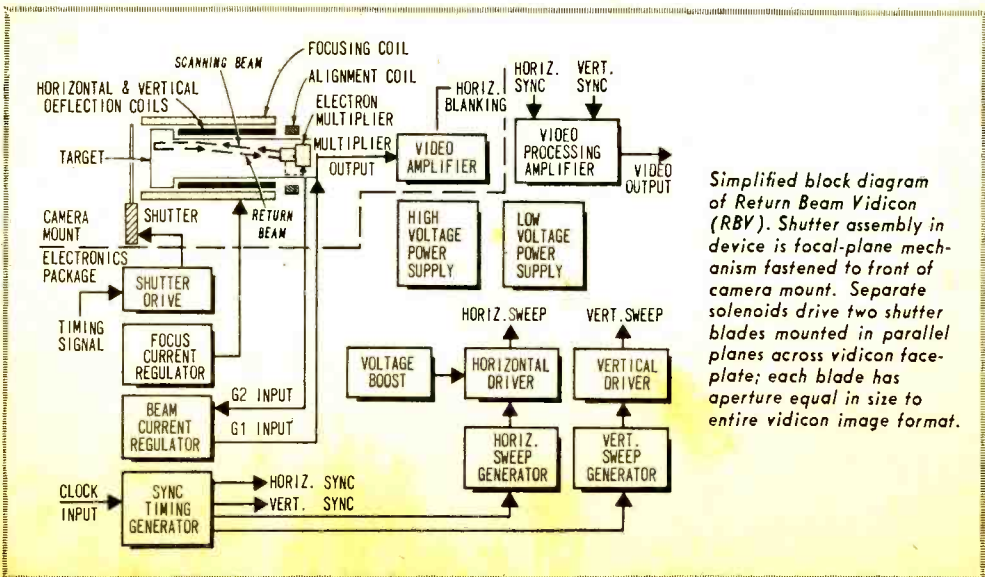 FOCUSING COIL
SCANNING BEAM
ALIGNMENT COIL
HORIZONTAL & VERTICAL
DEFLECTION COILS
ELECTRON
MULTIPLIER
TARGET
MULTIPLIER
OUTPUT
HORIZ.
BLANKING
VIDEO
AMPLIFIER
HORIZ.
SYNC
VERT.
SYNC
VIDEO
PROCESSING
AMPLIFIER
VIDEO
OUTPUT
CAMERA
MOUNT
SHUTTER
RETURN
BEAM
ELECTRONICS
PACKAGE
HIGH
VOLTAGE
POWER
SUPPLY
LOW
VOLTAGE
POWER
SUPPLY
SHUTTER
DRIVE
TIMING
SIGNAL
FOCUS
CURRENT
REGULATOR
HORIZ.SWEEP
VERT.SWEEP
VOLTAGE
BOOST
HORIZONTAL
DRIVER
VERTICAL
DRIVER
G2 INPUT
BEAM
CURRENT
REGULATOR
G1 INPUT
HORIZ.
SWEEP
GENERATOR
VERT.
SWEEP
GENERATOR
CLOCK
INPUT
SYNC
TIMING
GENERATOR
HORIZ. SYNC
VERT. SYNC
Simplified block diagram
of Return Beam Vidicon
(RBV). Shutter assembly in
device is focal-plane mech-
anism fastened to front of
camera mount. Separate
solenoids drive two shutter
blades mounted in parallel
planes across vidicon face-
plate; each blade has
aperture equal in size to
entire vidicon image format.